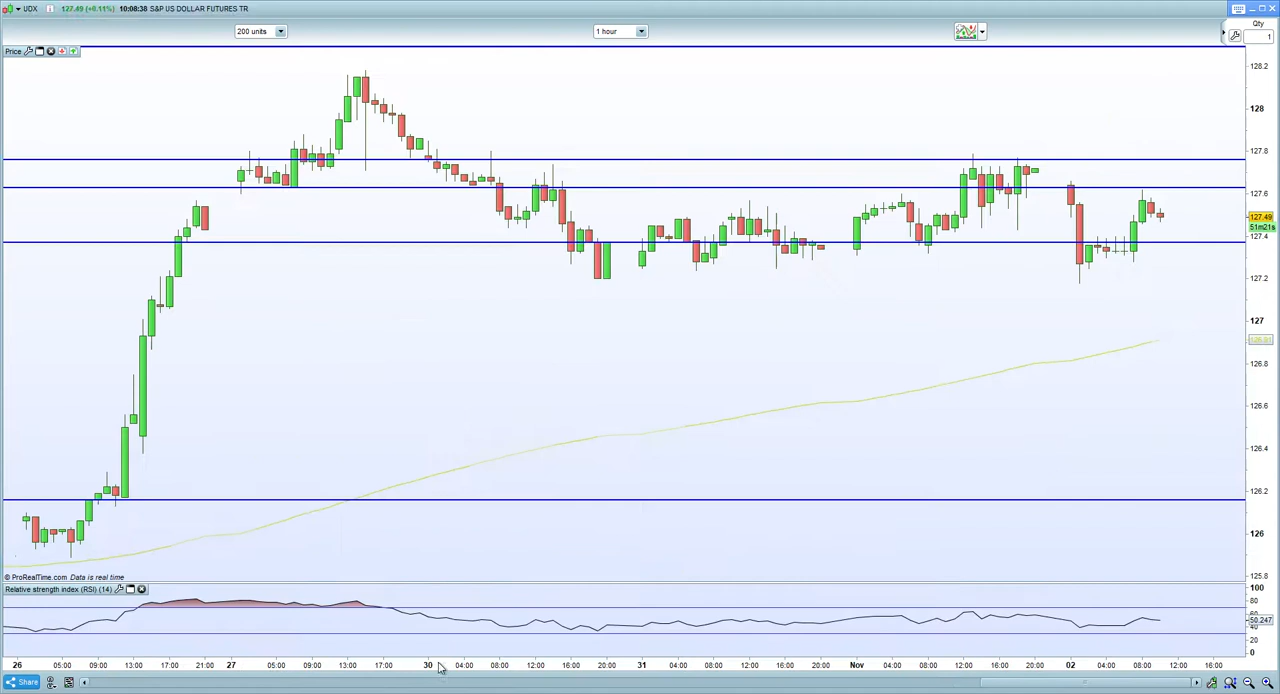 UDX 127.49 (+0.11%) 10:08:38 S&P US DOLLAR FUTURES TR
200 units 1 hour
Qty
1
Price
128.2
128
127.8
127.6
127.49
51m21s
127.4
127.2
127
126.8
126.6
126.4
126.2
126
125.8
© ProRealTime.com Data is real time
Relative strength index (RSI) (14)
100
80
50.247
40
20
0
26 05:00 09:00 13:00 17:00 21:00 27 05:00 09:00 13:00 17:00 30 04:00 08:00 12:00 16:00 20:00 31 04:00 08:00 12:00 16:00 20:00 Nov 04:00 08:00 12:00 16:00 20:00 02 04:00 08:00 12:00 16:00
Share